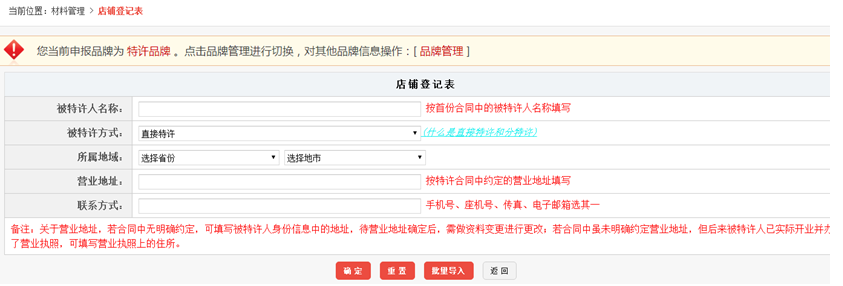 当前位置：材料管理 > 店铺登记表
您当前申报品牌为 特许品牌 。点击品牌管理进行切换，对其他品牌信息操作：[ 品牌管理 ]
店铺登记表
被特许人名称： 按首份合同中的被特许人名称填写
被特许方式： 直接特许 (什么是直接特许和分特许)
所属地域： 选择省份 选择地市
营业地址： 按特许合同中约定的营业地址填写
联系方式： 手机号、座机号、传真、电子邮箱选其一
备注：关于营业地址，若合同中无明确约定，可填写被特许人身份信息中的地址，待营业地址确定后，需做资料变更进行更改；若合同中虽未明确约定营业地址，但后来被特许人已实际开业并办
了营业执照，可填写营业执照上的住所。
确 定 重 置 批量导入 返 回